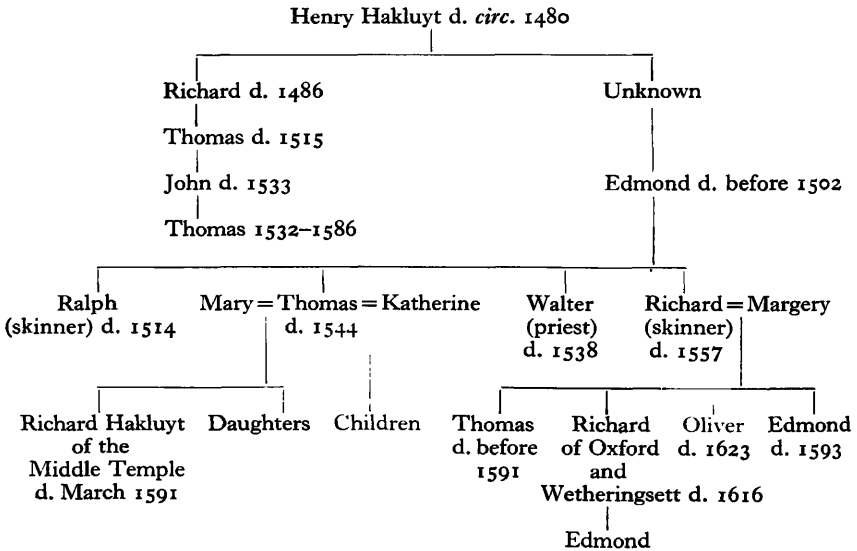 Henry Hakluyt d. circ. 1480
Richard d. 1486 Unknown
Thomas d. 1515
John d. 1533 Edmond d. before 1502
Thomas 1532–1586
Ralph Mary = Thomas = Katherine Walter Richard = Margery
(skinner) d. 1514 d. 1544 (priest) (skinner)
d. 1538 d. 1557
Richard Hakluyt Daughters Children Thomas Richard Oliver Edmond
of the d. before of Oxford d. 1623 d. 1593
Middle Temple 1591 and
d. March 1591 Wetheringsett d. 1616
Edmond